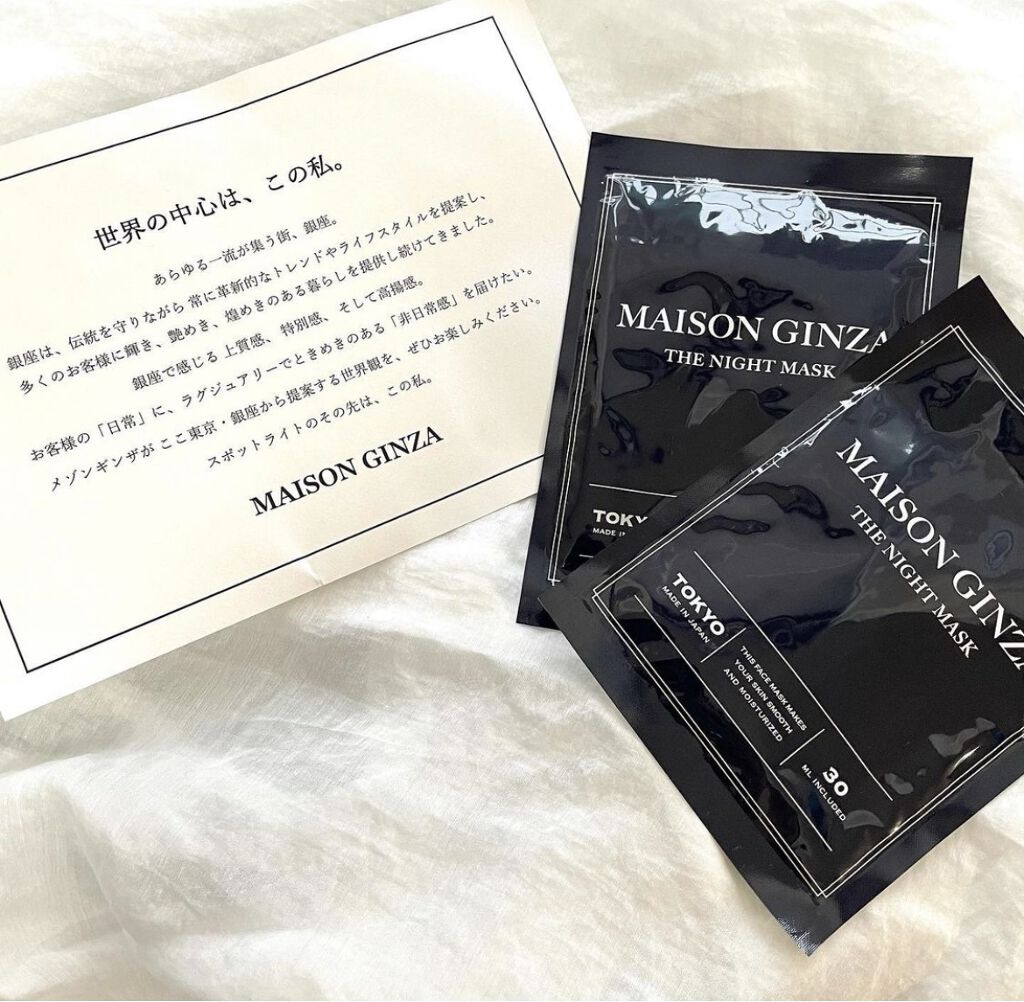 世界の中心は、この私。
あらゆる一流が集う街、銀座。
銀座は、伝統を守りながら 常に革新的なトレンドやライフスタイルを提案し、
多くのお客様に輝き、艶めき、煌めきのある暮らしを提供し続けてきました。
銀座で感じる 上質感、特別感、そして高揚感。
お客様の「日常」に、ラグジュアリーでときめきのある「非日常感」を届けたい。
メゾンギンザが ここ東京・銀座から提案する世界観を、ぜひお楽しみください。
スポットライトのその先は、この私。
MAISON GINZA
MAISON GINZA
THE NIGHT MASK
TOKY
MADE IN
MAISON GINZ
THE NIGHT MASK
TOKYO
MADE IN JAPAN
THIS FACE MASK MAKES
YOUR SKIN SMOOTH
AND MOISTURIZED
30
ML INCLUDED